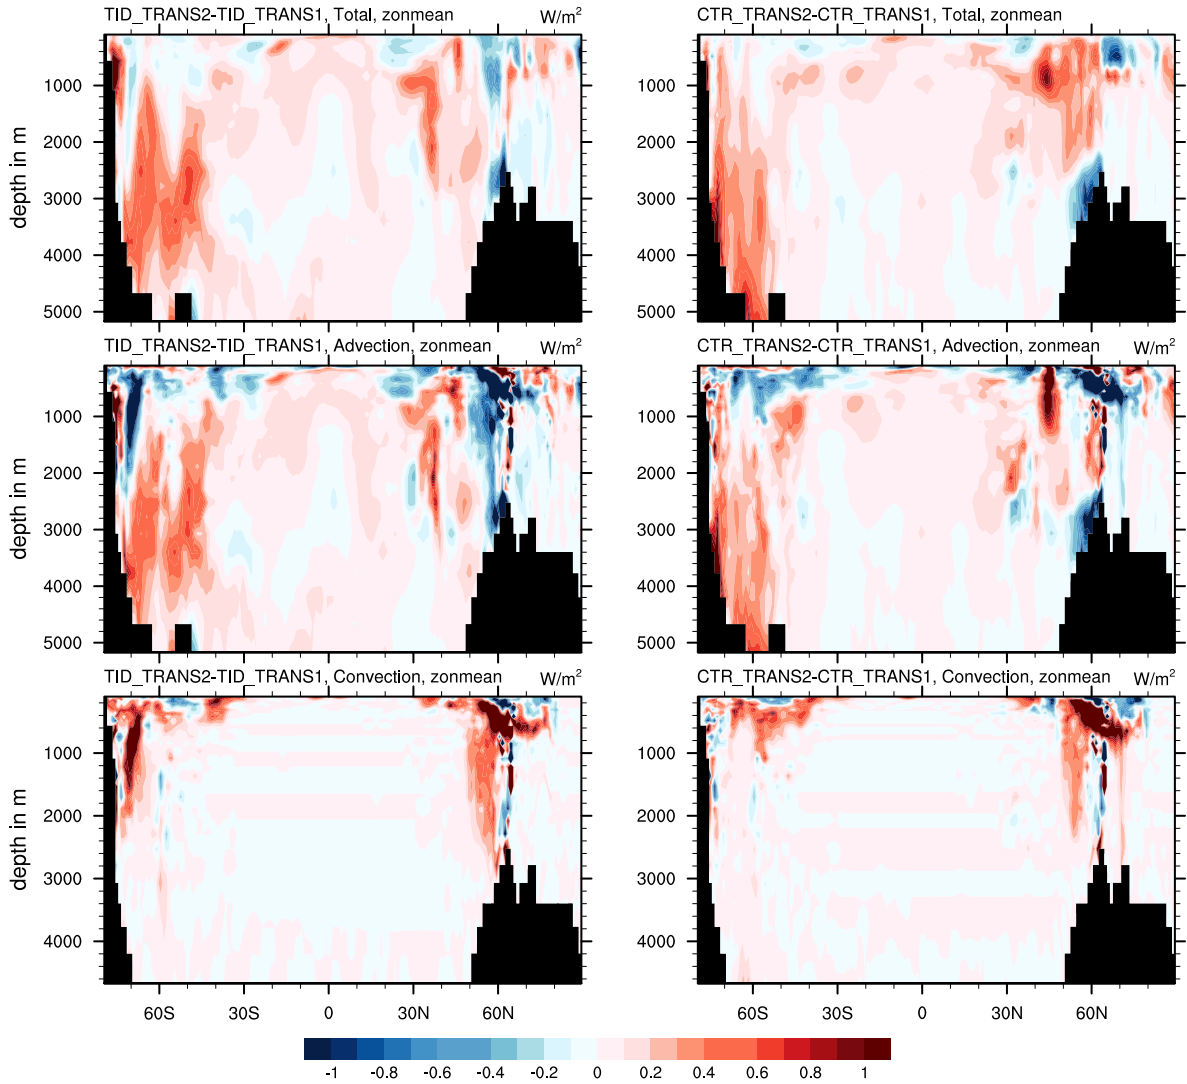 TID_TRANS2-TID_TRANS1, Total, zonmean W/m2
CTR_TRANS2-CTR_TRANS1, Total, zonmean W/m2
depth in m
1000
2000
3000
4000
5000
1000
2000
3000
4000
5000
TID_TRANS2-TID_TRANS1, Advection, zonmean W/m2
CTR_TRANS2-CTR_TRANS1, Advection, zonmean W/m2
depth in m
1000
2000
3000
4000
5000
1000
2000
3000
4000
5000
TID_TRANS2-TID_TRANS1, Convection, zonmean W/m2
CTR_TRANS2-CTR_TRANS1, Convection, zonmean W/m2
depth in m
1000
2000
3000
4000
1000
2000
3000
4000
60S 30S 0 30N 60N
60S 30S 0 30N 60N
-1 -0.8 -0.6 -0.4 -0.2 0 0.2 0.4 0.6 0.8 1